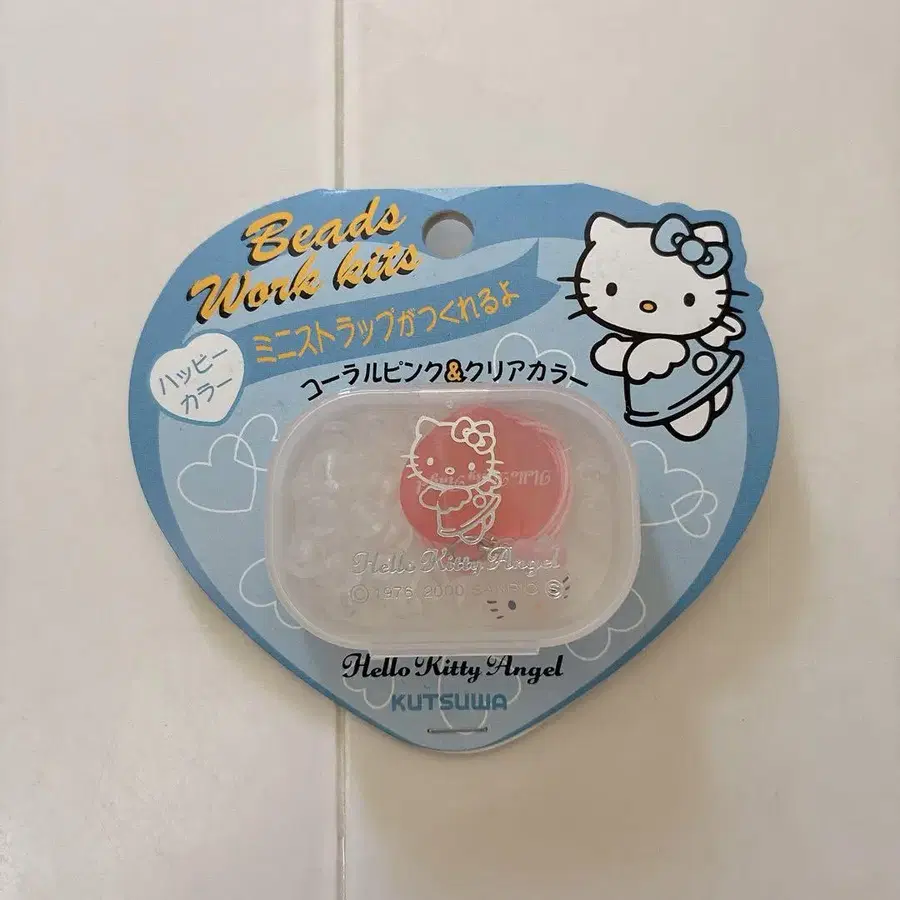 Beads
Work kits
ミニストラップがつくれるよ
ハッピー
カラー
コーラルピンク&クリアカラー
Hello Kitty Angel
© 1976, 2000 SANRIO
Hello Kitty Angel
KUTSUWA